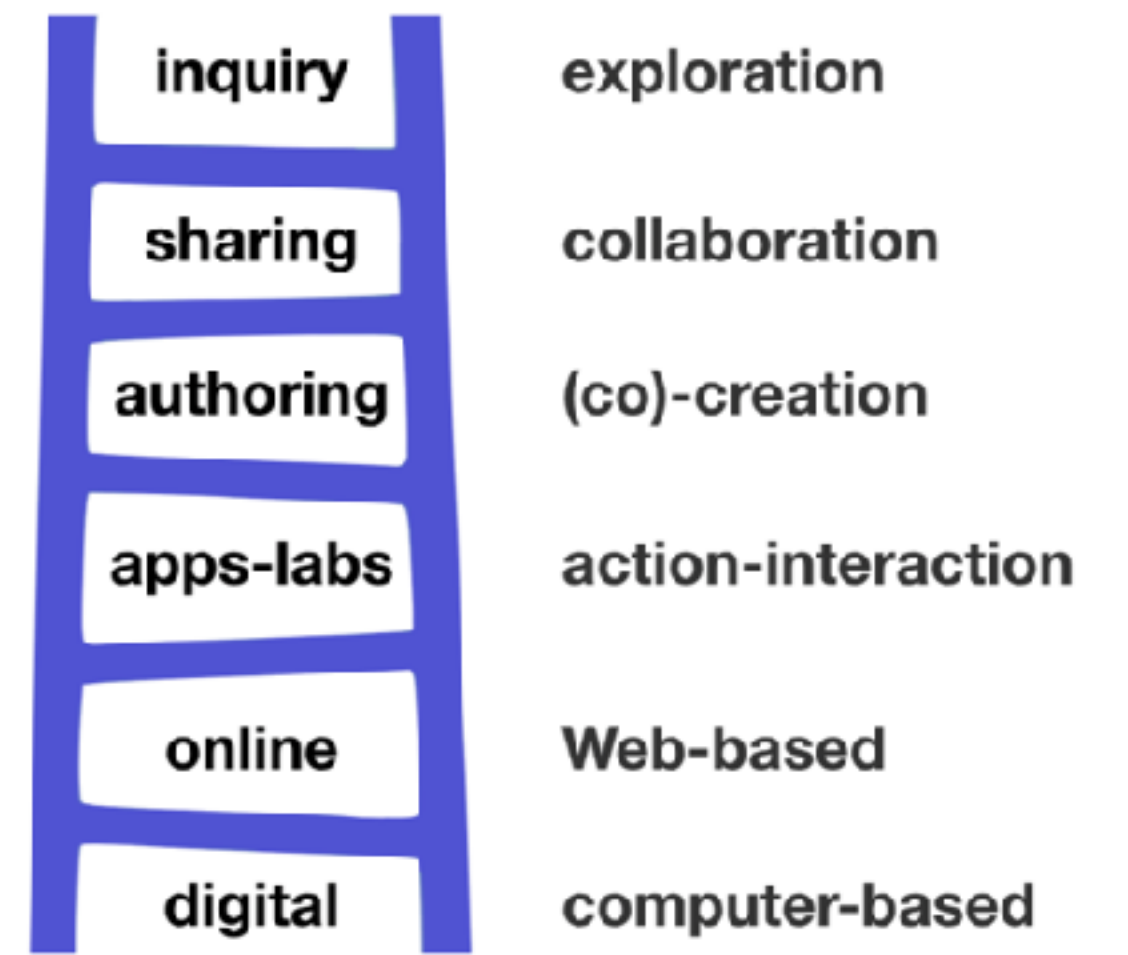 inquiry exploration
sharing collaboration
authoring (co)-creation
apps-labs action-interaction
online Web-based
digital computer-based